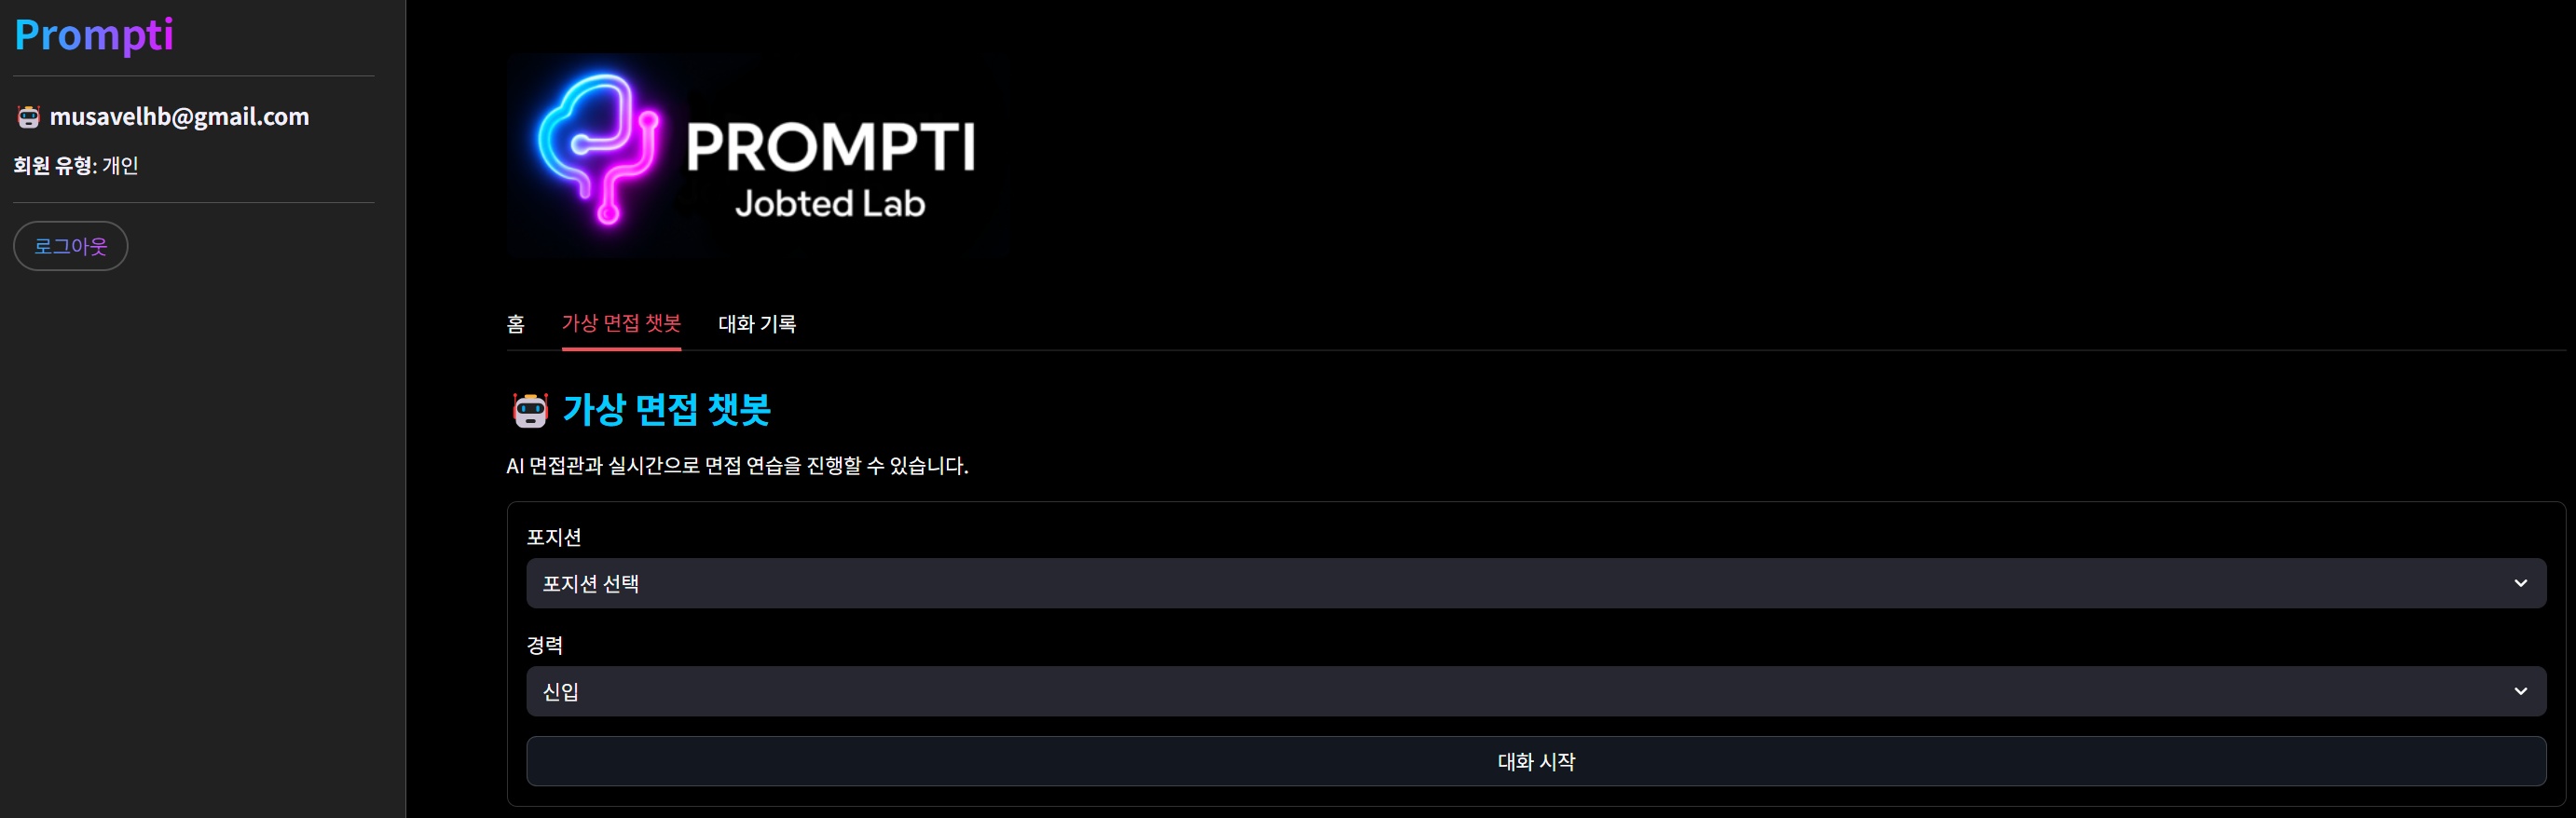 Prompti
musavelhb@gmail.com
회원 유형: 개인
로그아웃
PROMPTI
Jobted Lab
홈 가상 면접 챗봇 대화 기록
가상 면접 챗봇
AI 면접관과 실시간으로 면접 연습을 진행할 수 있습니다.
포지션
포지션 선택
경력
신입
대화 시작